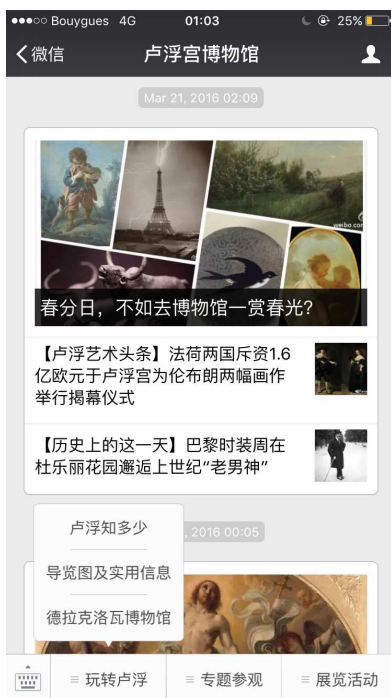 Bouygues 4G 01:03 25%
微信 卢浮宫博物馆
Mar 21, 2016 02:09
weibo.com
春分日，不如去博物馆一赏春光？
【卢浮艺术头条】法荷两国斥资1.6
亿欧元于卢浮宫为伦布朗两幅画作
举行揭幕仪式
【历史上的这一天】巴黎时装周在
杜乐丽花园邂逅上世纪“老男神”
卢浮知多少
, 2016 00:05
导览图及实用信息
德拉克洛瓦博物馆
玩转卢浮 专题参观 展览活动